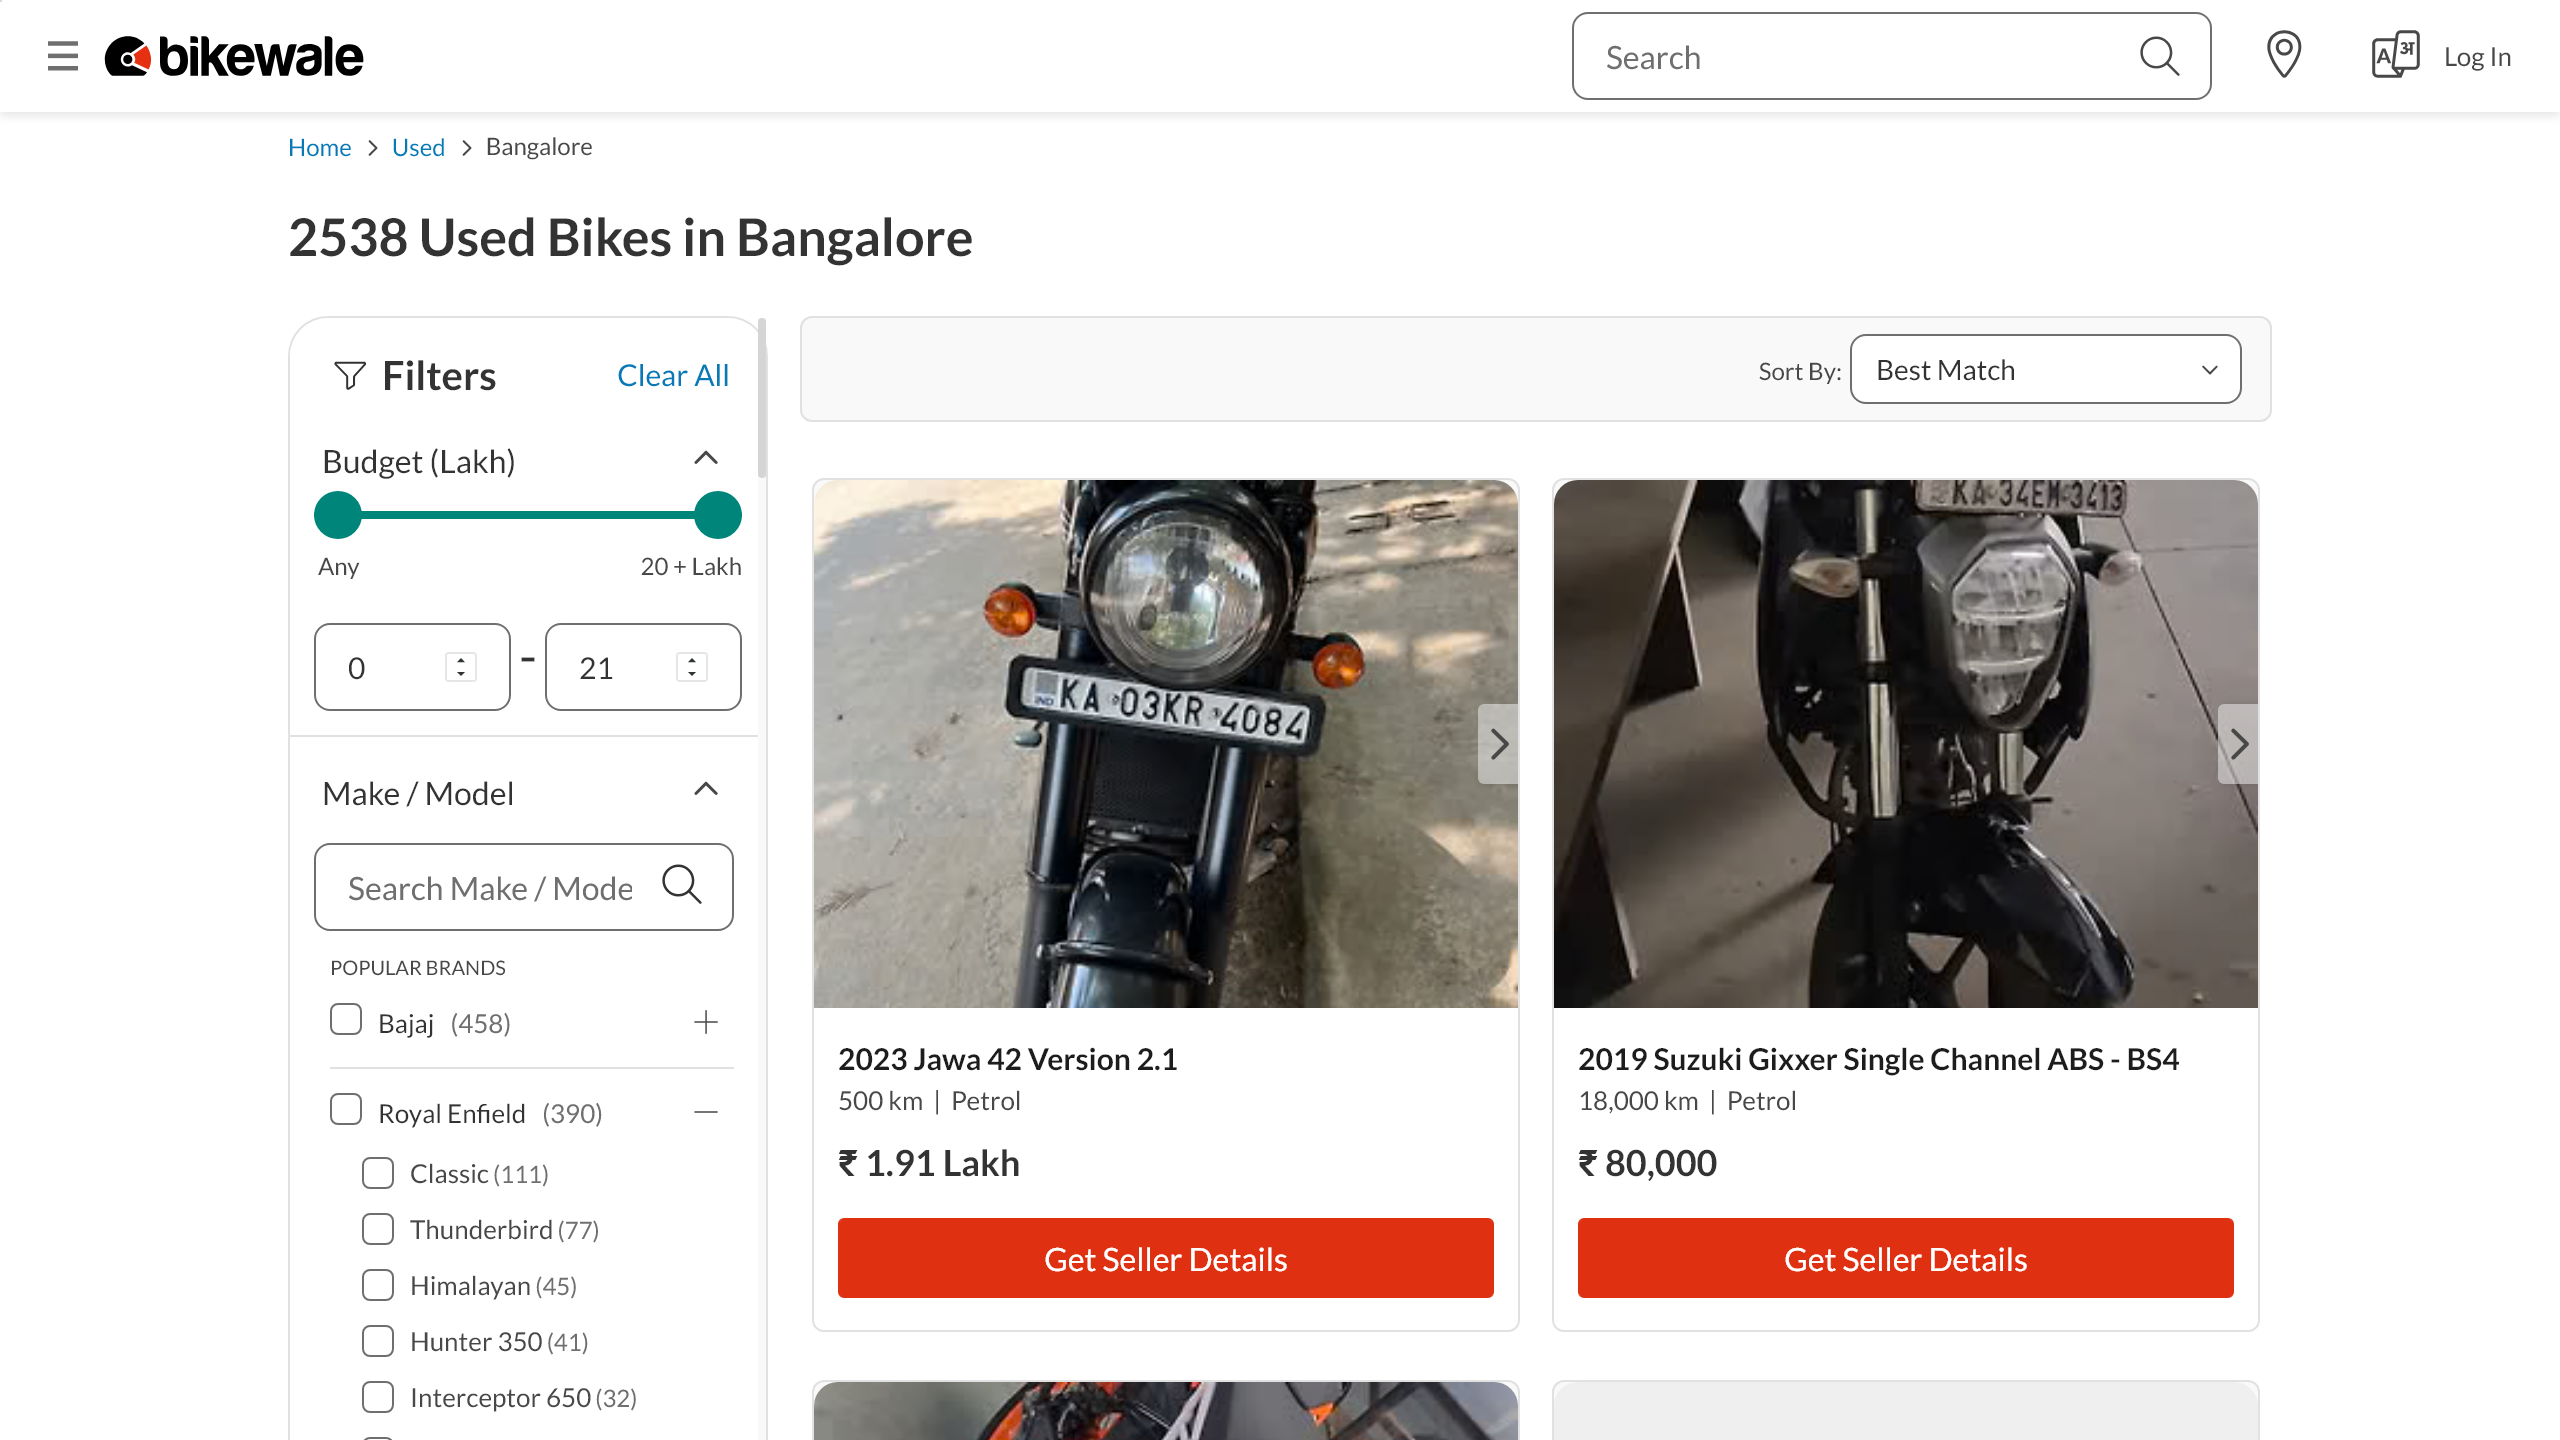 bikewale
Search
A अ
Log In
Home > Used > Bangalore
2538 Used Bikes in Bangalore
Filters
Clear All
Sort By:
Best Match
Budget (Lakh)
Any
20 + Lakh
0
-
21
Make / Model
Search Make / Mode
POPULAR BRANDS
Bajaj (458)
Royal Enfield (390)
Classic (111)
Thunderbird (77)
Himalayan (45)
Hunter 350 (41)
Interceptor 650 (32)
IND KA 03KR 4084
2023 Jawa 42 Version 2.1
500 km | Petrol
₹ 1.91 Lakh
Get Seller Details
KA 34EM 3413
2019 Suzuki Gixxer Single Channel ABS - BS4
18,000 km | Petrol
₹ 80,000
Get Seller Details